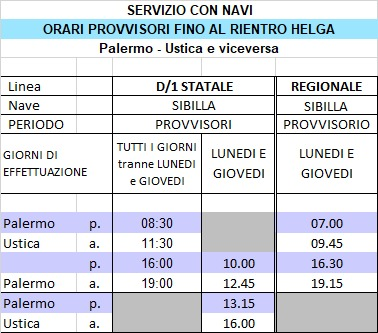 SERVIZIO CON NAVI
ORARI PROVVISORI FINO AL RIENTRO HELGA
Palermo - Ustica e viceversa
Linea D/1 STATALE REGIONALE
Nave SIBILLA SIBILLA
PERIODO PROVVISORI PROVVISORIO
GIORNI DI EFFETTUAZIONE TUTTI I GIORNI tranne LUNEDI e GIOVEDI LUNEDI E GIOVEDI LUNEDI E GIOVEDI
Palermo p. 08:30 07.00
Ustica a. 11:30 09.45
p. 16:00 10.00 16.30
Palermo a. 19:00 12.45 19.15
Palermo p. 13.15
Ustica a. 16.00